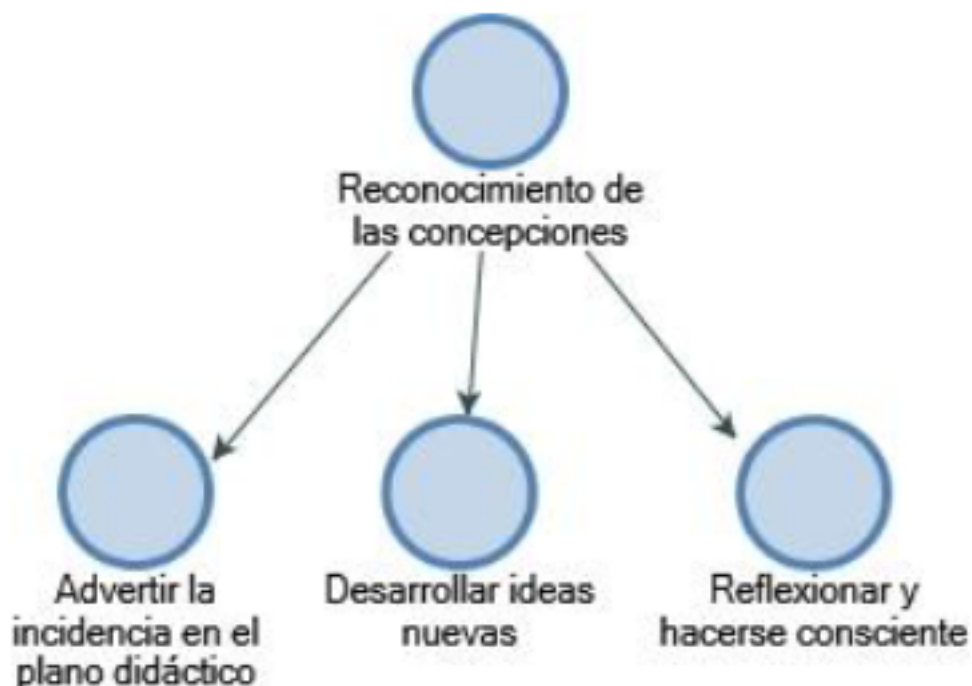 Reconocimiento de
las concepciones
Advertir la
incidencia en el
plano didáctico
Desarrollar ideas
nuevas
Reflexionar y
hacerse consciente